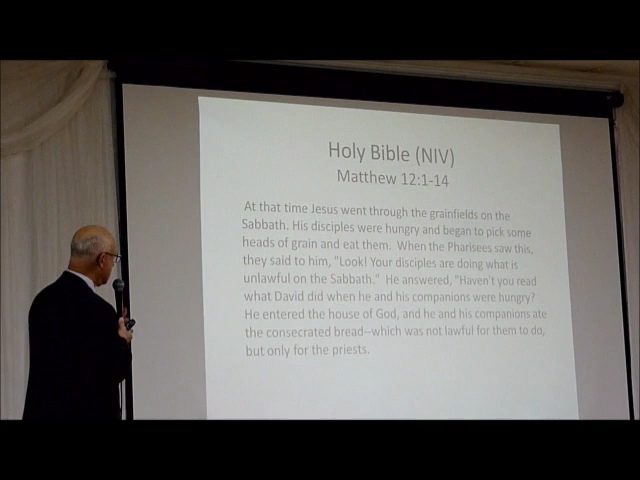 Holy Bible (NIV)
Matthew 12:1-14
At that time Jesus went through the grainfields on the
Sabbath. His disciples were hungry and began to pick some
heads of grain and eat them.  When the Pharisees saw this,
they said to him, "Look! Your disciples are doing what is
unlawful on the Sabbath."  He answered, "Haven't you read
what David did when he and his companions were hungry?
He entered the house of God, and he and his companions ate
the consecrated bread--which was not lawful for them to do,
but only for the priests.